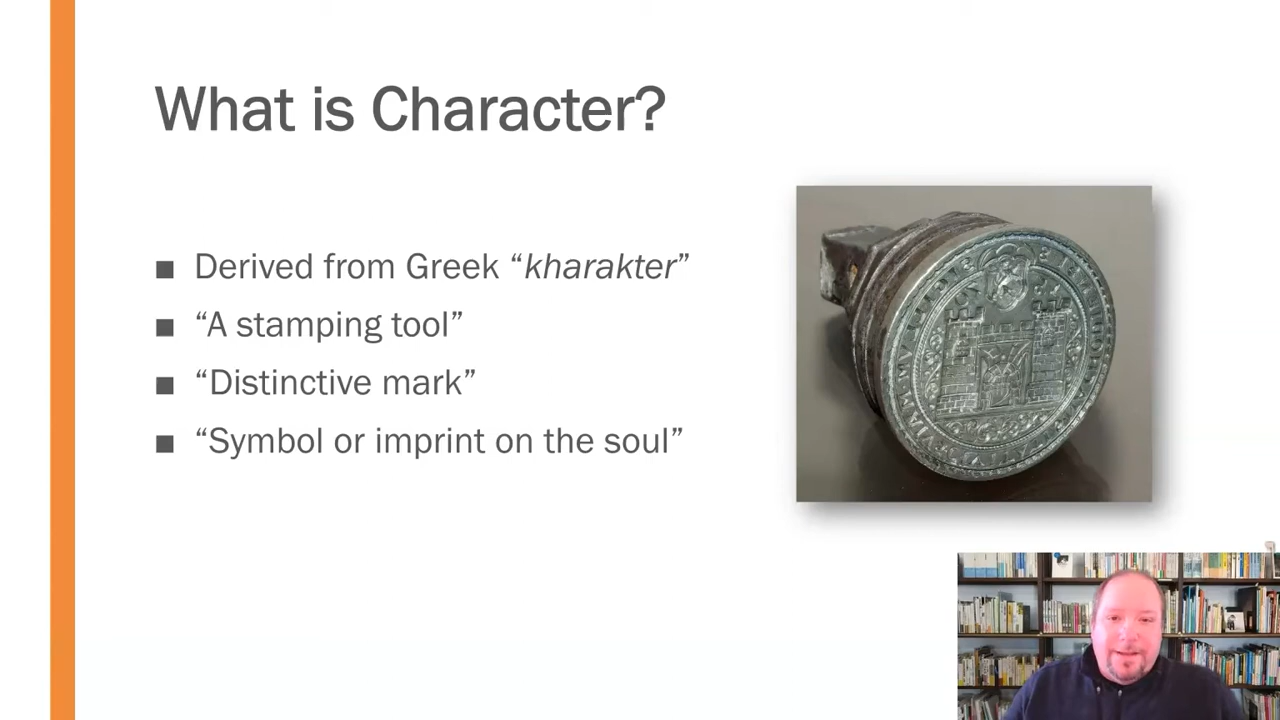 What is Character?
■ Derived from Greek “kharakter”
■ “A stamping tool”
■ “Distinctive mark”
■ “Symbol or imprint on the soul”